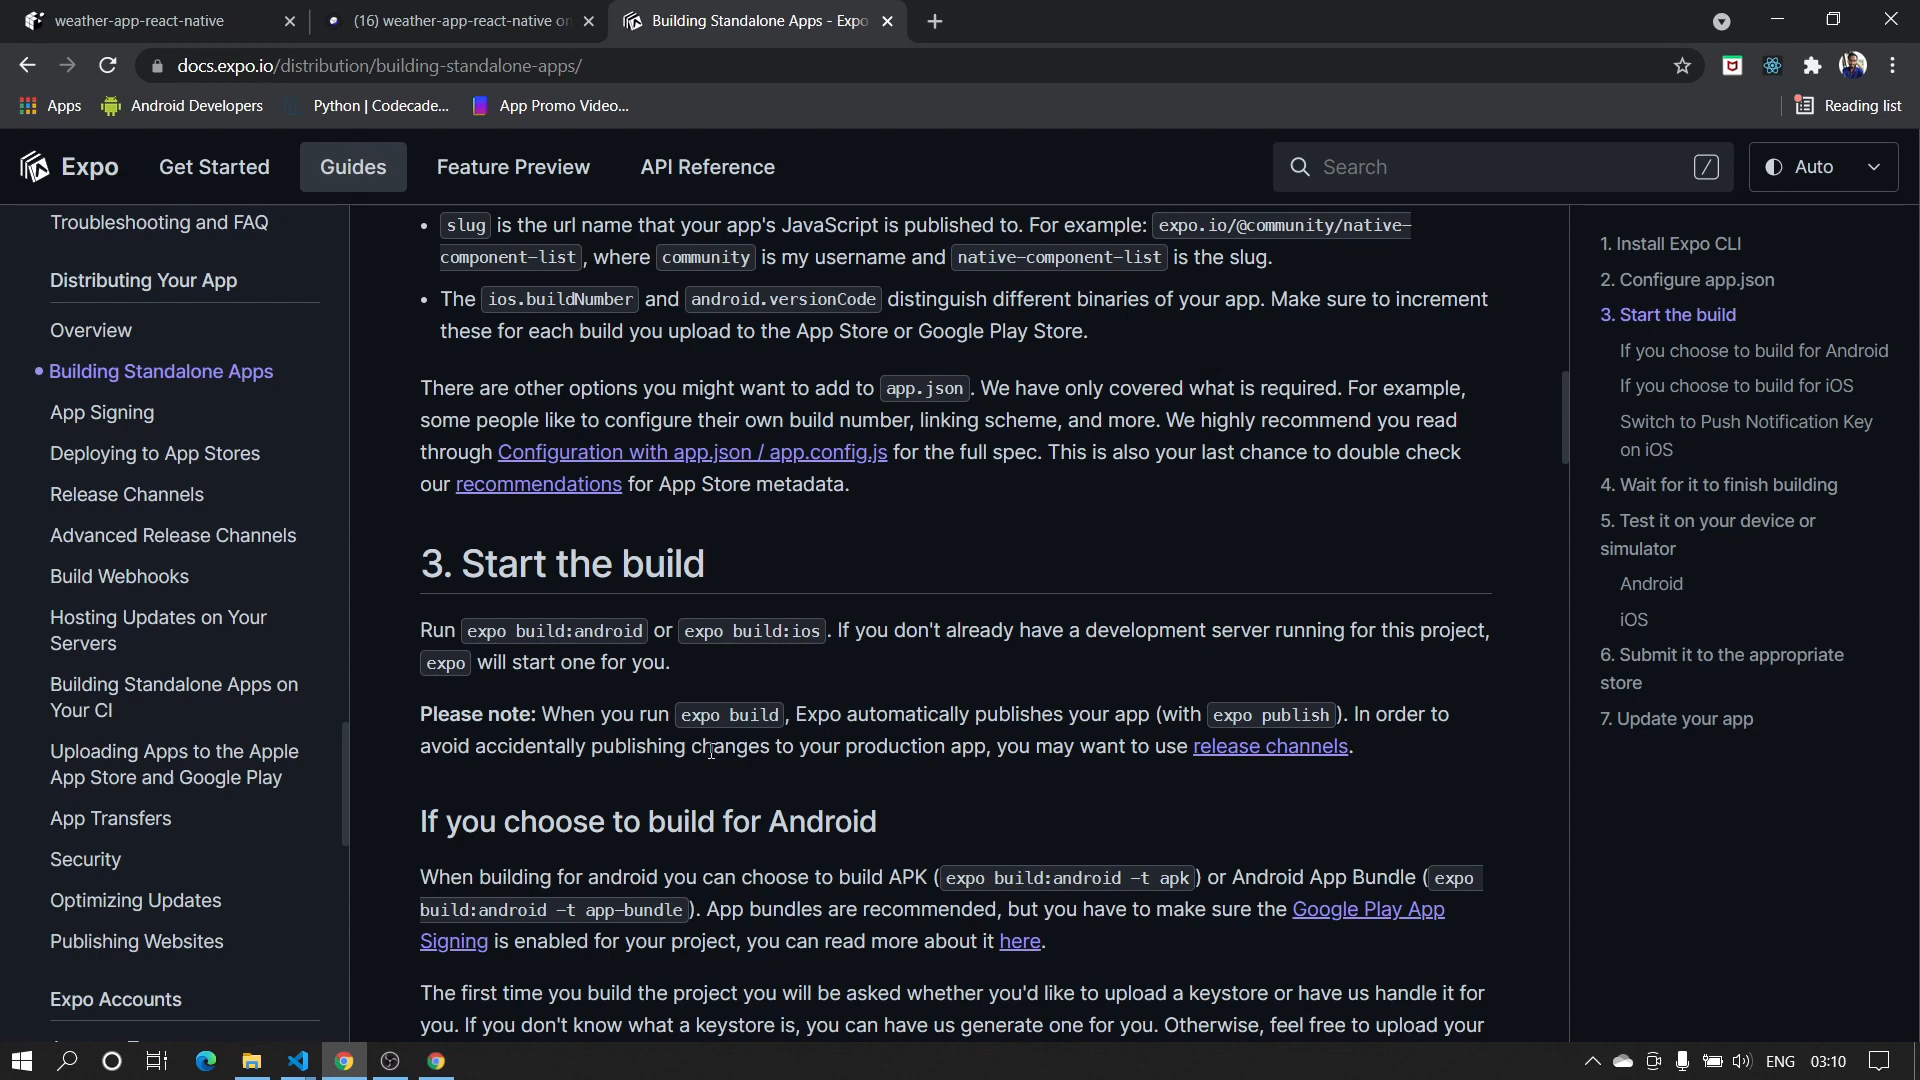 weather-app-react-native
(16) weather-app-react-native on
Building Standalone Apps - Expo
docs.expo.io/distribution/building-standalone-apps/
Apps
Android Developers
Python | Codecade...
App Promo Video...
Reading list
Expo
Get Started
Guides
Feature Preview
API Reference
Search
/
Auto
Troubleshooting and FAQ
Distributing Your App
Overview
• Building Standalone Apps
App Signing
Deploying to App Stores
Release Channels
Advanced Release Channels
Build Webhooks
Hosting Updates on Your
Servers
Building Standalone Apps on
Your CI
Uploading Apps to the Apple
App Store and Google Play
App Transfers
Security
Optimizing Updates
Publishing Websites
Expo Accounts
• slug is the url name that your app's JavaScript is published to. For example: expo.io/@community/native-
component-list, where community is my username and native-component-list is the slug.
• The ios.buildNumber and android.versionCode distinguish different binaries of your app. Make sure to increment
these for each build you upload to the App Store or Google Play Store.
There are other options you might want to add to app.json. We have only covered what is required. For example,
some people like to configure their own build number, linking scheme, and more. We highly recommend you read
through Configuration with app.json / app.config.js for the full spec. This is also your last chance to double check
our recommendations for App Store metadata.
3. Start the build
Run expo build:android or expo build:ios. If you don't already have a development server running for this project,
expo will start one for you.
Please note: When you run expo build, Expo automatically publishes your app (with expo publish). In order to
avoid accidentally publishing changes to your production app, you may want to use release channels.
If you choose to build for Android
When building for android you can choose to build APK (expo build:android -t apk) or Android App Bundle (expo
build:android -t app-bundle). App bundles are recommended, but you have to make sure the Google Play App
Signing is enabled for your project, you can read more about it here.
The first time you build the project you will be asked whether you'd like to upload a keystore or have us handle it for
you. If you don't know what a keystore is, you can have us generate one for you. Otherwise, feel free to upload your
1. Install Expo CLI
2. Configure app.json
3. Start the build
If you choose to build for Android
If you choose to build for iOS
Switch to Push Notification Key
on iOS
4. Wait for it to finish building
5. Test it on your device or
simulator
Android
iOS
6. Submit it to the appropriate
store
7. Update your app
ENG
03:10